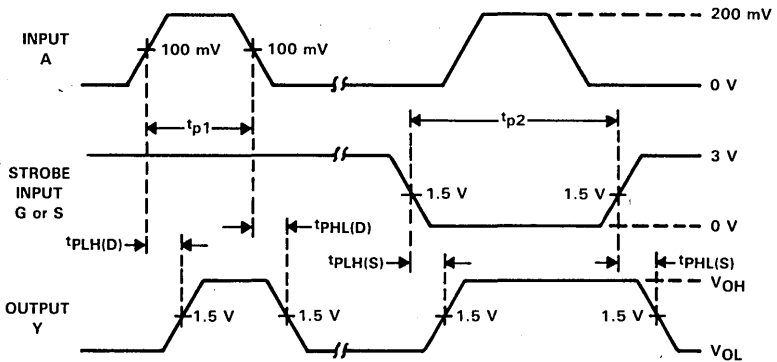 INPUT
A
100 mV
100 mV
200 mV
0 V
tp1
tp2
STROBE
INPUT
G or S
3 V
1.5 V
1.5 V
0 V
tPLH(D)
tPHL(D)
tPLH(S)
tPHL(S)
OUTPUT
Y
1.5 V
1.5 V
1.5 V
1.5 V
VOH
VOL